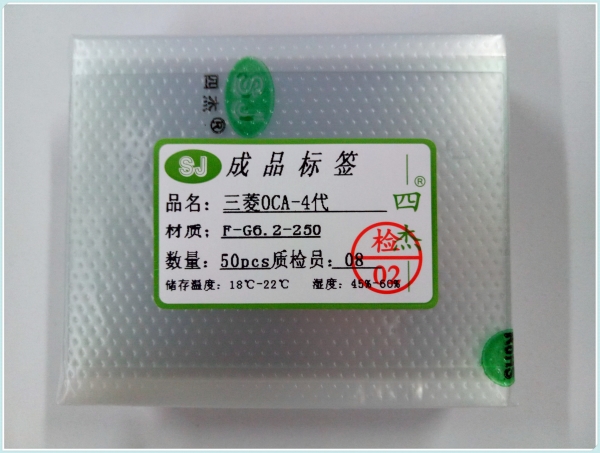 SJ
四杰®
SJ 成品标签
品名：三菱OCA-4代
材质：F-G6.2-250
数量：50pcs质检员：08
储存温度：18℃-22℃ 湿度：45%-60%
四杰®
检
02
RoHS